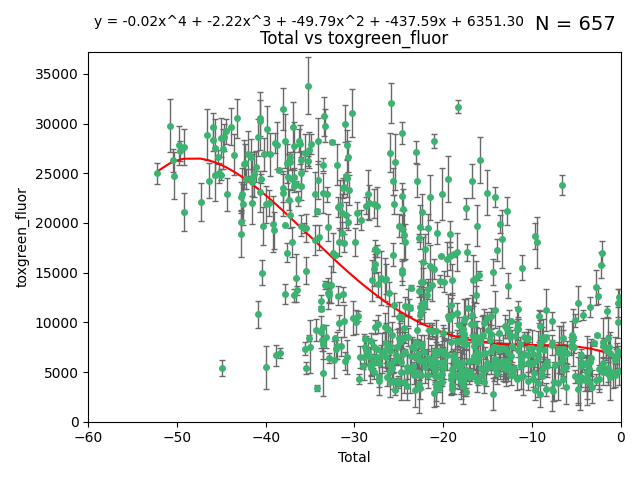 y = -0.02x^4 + -2.22x^3 + -49.79x^2 + -437.59x + 6351.30 N = 657
Total vs toxgreen_fluor
35000
30000
25000
20000
15000
10000
5000
0
toxgreen_fluor
−60 −50 −40 −30 −20 −10 0
Total